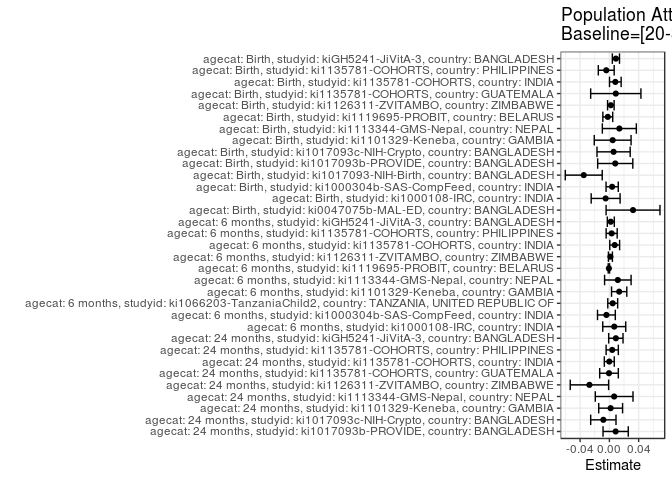 Population Att
Baseline=[20-
agecat: Birth, studyid: kiGH5241-JiVitA-3, country: BANGLADESH
agecat: Birth, studyid: ki1135781-COHORTS, country: PHILIPPINES
agecat: Birth, studyid: ki1135781-COHORTS, country: INDIA
agecat: Birth, studyid: ki1135781-COHORTS, country: GUATEMALA
agecat: Birth, studyid: ki1126311-ZVITAMBO, country: ZIMBABWE
agecat: Birth, studyid: ki1119695-PROBIT, country: BELARUS
agecat: Birth, studyid: ki1113344-GMS-Nepal, country: NEPAL
agecat: Birth, studyid: ki1101329-Keneba, country: GAMBIA
agecat: Birth, studyid: ki1017093c-NIH-Crypto, country: BANGLADESH
agecat: Birth, studyid: ki1017093b-PROVIDE, country: BANGLADESH
agecat: Birth, studyid: ki1017093-NIH-Birth, country: BANGLADESH
agecat: Birth, studyid: ki1000304b-SAS-CompFeed, country: INDIA
agecat: Birth, studyid: ki1000108-IRC, country: INDIA
agecat: Birth, studyid: ki0047075b-MAL-ED, country: BANGLADESH
agecat: 6 months, studyid: kiGH5241-JiVitA-3, country: BANGLADESH
agecat: 6 months, studyid: ki1135781-COHORTS, country: PHILIPPINES
agecat: 6 months, studyid: ki1135781-COHORTS, country: INDIA
agecat: 6 months, studyid: ki1126311-ZVITAMBO, country: ZIMBABWE
agecat: 6 months, studyid: ki1119695-PROBIT, country: BELARUS
agecat: 6 months, studyid: ki1113344-GMS-Nepal, country: NEPAL
agecat: 6 months, studyid: ki1101329-Keneba, country: GAMBIA
agecat: 6 months, studyid: ki1066203-TanzaniaChild2, country: TANZANIA, UNITED REPUBLIC OF
agecat: 6 months, studyid: ki1000304b-SAS-CompFeed, country: INDIA
agecat: 6 months, studyid: ki1000108-IRC, country: INDIA
agecat: 24 months, studyid: kiGH5241-JiVitA-3, country: BANGLADESH
agecat: 24 months, studyid: ki1135781-COHORTS, country: PHILIPPINES
agecat: 24 months, studyid: ki1135781-COHORTS, country: INDIA
agecat: 24 months, studyid: ki1135781-COHORTS, country: GUATEMALA
agecat: 24 months, studyid: ki1126311-ZVITAMBO, country: ZIMBABWE
agecat: 24 months, studyid: ki1113344-GMS-Nepal, country: NEPAL
agecat: 24 months, studyid: ki1101329-Keneba, country: GAMBIA
agecat: 24 months, studyid: ki1017093c-NIH-Crypto, country: BANGLADESH
agecat: 24 months, studyid: ki1017093b-PROVIDE, country: BANGLADESH
-0.04 0.00 0.04
Estimate